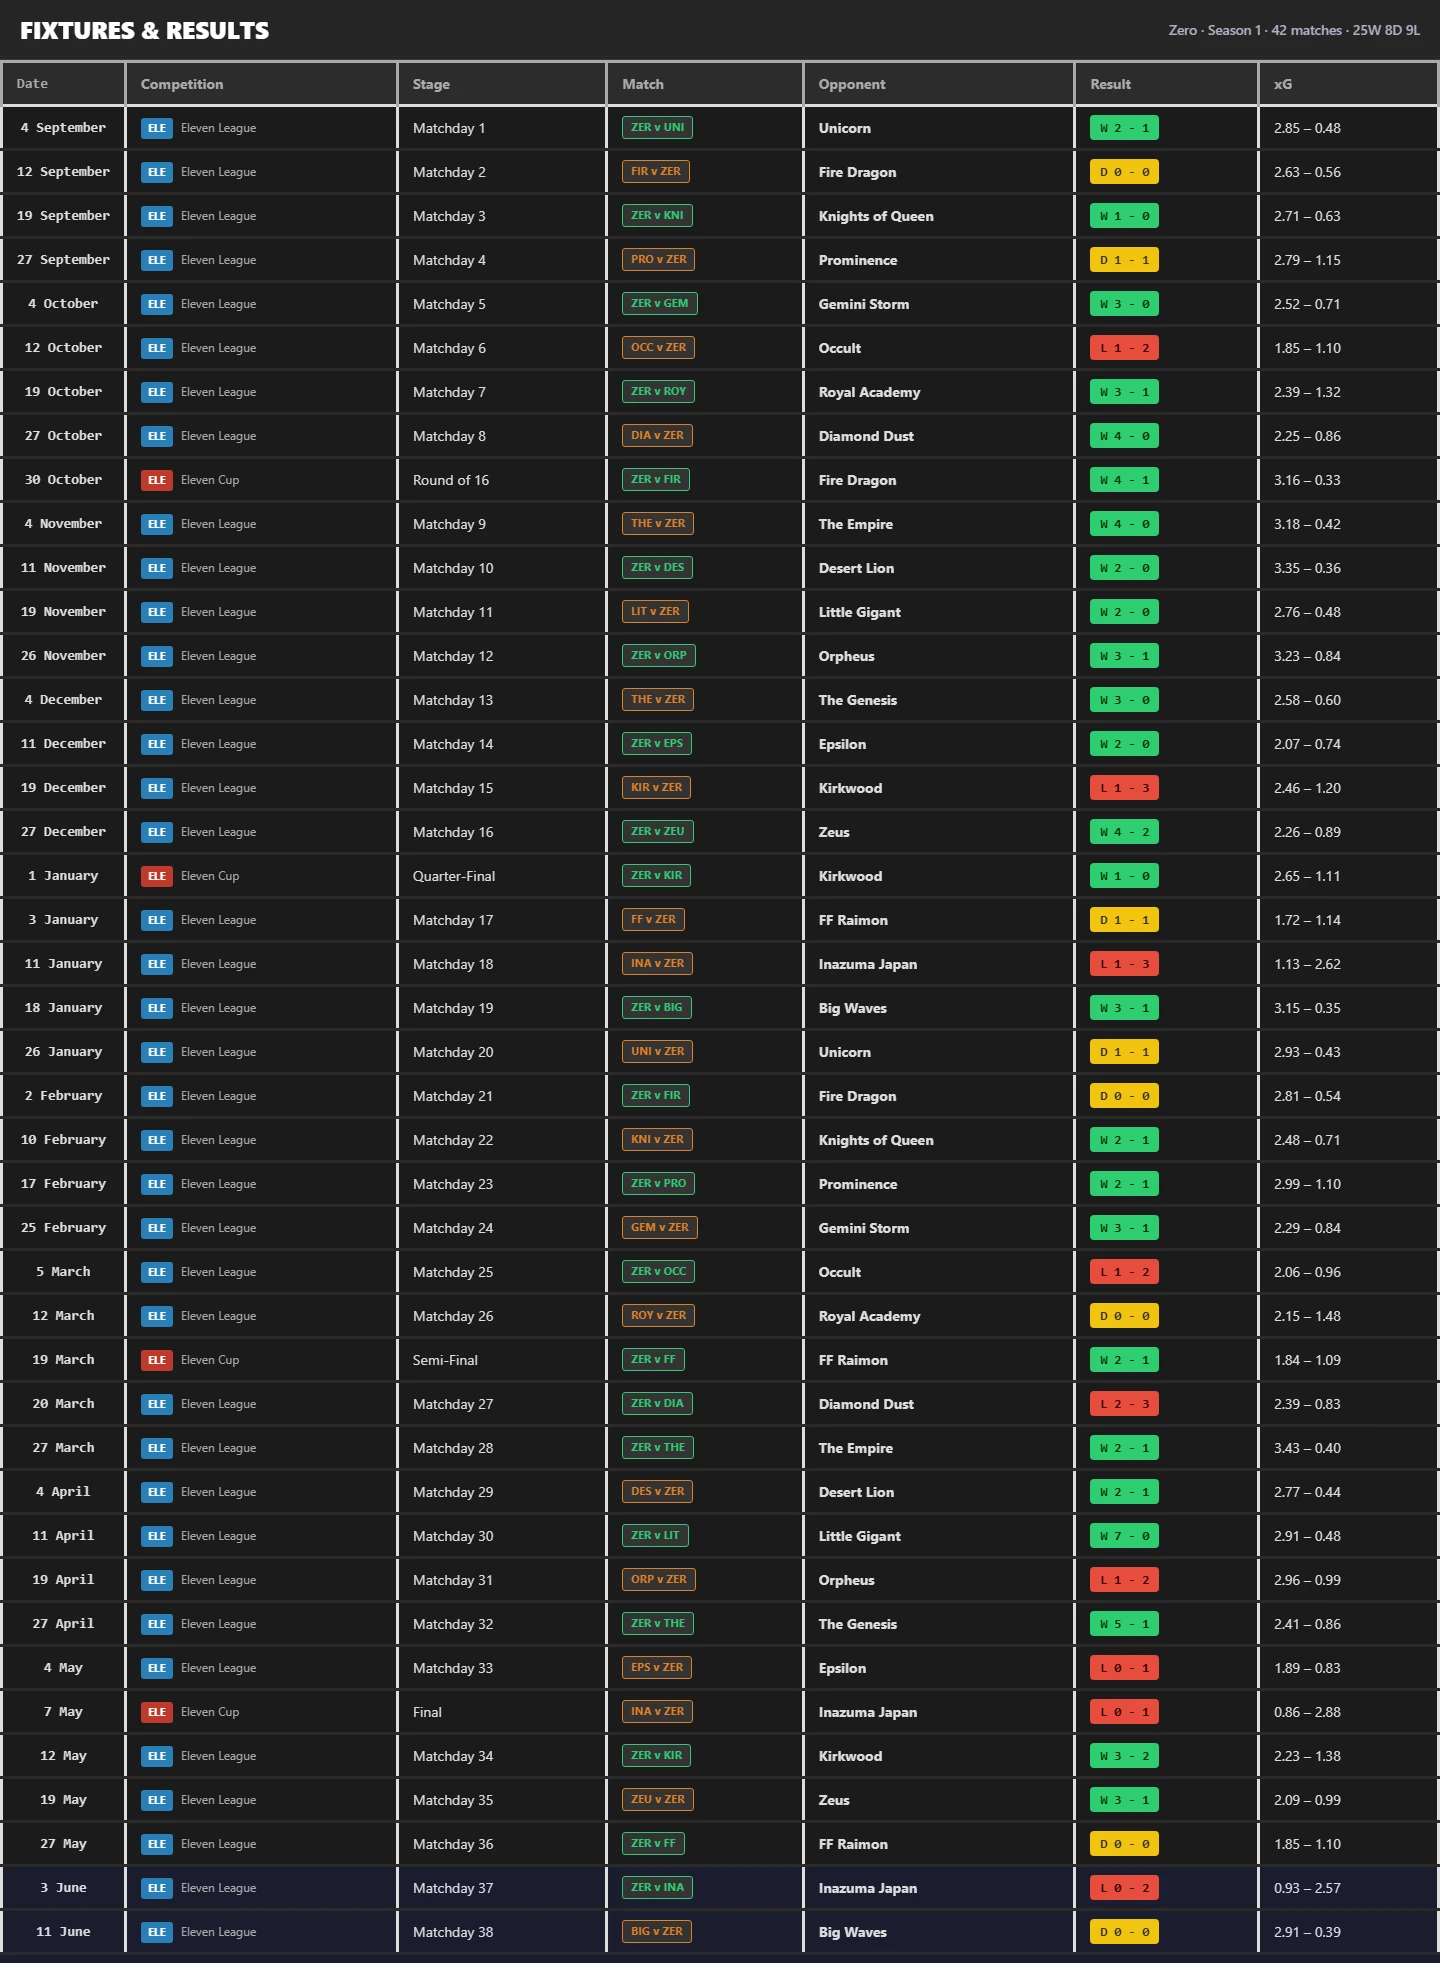 FIXTURES & RESULTS
Zero · Season 1 · 42 matches · 25W 8D 9L
Date Competition Stage Match Opponent Result xG
4 September ELE Eleven League Matchday 1 ZER v UNI Unicorn W 2 - 1 2.85 – 0.48
12 September ELE Eleven League Matchday 2 FIR v ZER Fire Dragon D 0 - 0 2.63 – 0.56
19 September ELE Eleven League Matchday 3 ZER v KNI Knights of Queen W 1 - 0 2.71 – 0.63
27 September ELE Eleven League Matchday 4 PRO v ZER Prominence D 1 - 1 2.79 – 1.15
4 October ELE Eleven League Matchday 5 ZER v GEM Gemini Storm W 3 - 0 2.52 – 0.71
12 October ELE Eleven League Matchday 6 OCC v ZER Occult L 1 - 2 1.85 – 1.10
19 October ELE Eleven League Matchday 7 ZER v ROY Royal Academy W 3 - 1 2.39 – 1.32
27 October ELE Eleven League Matchday 8 DIA v ZER Diamond Dust W 4 - 0 2.25 – 0.86
30 October ELE Eleven Cup Round of 16 ZER v FIR Fire Dragon W 4 - 1 3.16 – 0.33
4 November ELE Eleven League Matchday 9 THE v ZER The Empire W 4 - 0 3.18 – 0.42
11 November ELE Eleven League Matchday 10 ZER v DES Desert Lion W 2 - 0 3.35 – 0.36
19 November ELE Eleven League Matchday 11 LIT v ZER Little Gigant W 2 - 0 2.76 – 0.48
26 November ELE Eleven League Matchday 12 ZER v ORP Orpheus W 3 - 1 3.23 – 0.84
4 December ELE Eleven League Matchday 13 THE v ZER The Genesis W 3 - 0 2.58 – 0.60
11 December ELE Eleven League Matchday 14 ZER v EPS Epsilon W 2 - 0 2.07 – 0.74
19 December ELE Eleven League Matchday 15 KIR v ZER Kirkwood L 1 - 3 2.46 – 1.20
27 December ELE Eleven League Matchday 16 ZER v ZEU Zeus W 4 - 2 2.26 – 0.89
1 January ELE Eleven Cup Quarter-Final ZER v KIR Kirkwood W 1 - 0 2.65 – 1.11
3 January ELE Eleven League Matchday 17 FF v ZER FF Raimon D 1 - 1 1.72 – 1.14
11 January ELE Eleven League Matchday 18 INA v ZER Inazuma Japan L 1 - 3 1.13 – 2.62
18 January ELE Eleven League Matchday 19 ZER v BIG Big Waves W 3 - 1 3.15 – 0.35
26 January ELE Eleven League Matchday 20 UNI v ZER Unicorn D 1 - 1 2.93 – 0.43
2 February ELE Eleven League Matchday 21 ZER v FIR Fire Dragon D 0 - 0 2.81 – 0.54
10 February ELE Eleven League Matchday 22 KNI v ZER Knights of Queen W 2 - 1 2.48 – 0.71
17 February ELE Eleven League Matchday 23 ZER v PRO Prominence W 2 - 1 2.99 – 1.10
25 February ELE Eleven League Matchday 24 GEM v ZER Gemini Storm W 3 - 1 2.29 – 0.84
5 March ELE Eleven League Matchday 25 ZER v OCC Occult L 1 - 2 2.06 – 0.96
12 March ELE Eleven League Matchday 26 ROY v ZER Royal Academy D 0 - 0 2.15 – 1.48
19 March ELE Eleven Cup Semi-Final ZER v FF FF Raimon W 2 - 1 1.84 – 1.09
20 March ELE Eleven League Matchday 27 ZER v DIA Diamond Dust L 2 - 3 2.39 – 0.83
27 March ELE Eleven League Matchday 28 ZER v THE The Empire W 2 - 1 3.43 – 0.40
4 April ELE Eleven League Matchday 29 DES v ZER Desert Lion W 2 - 1 2.77 – 0.44
11 April ELE Eleven League Matchday 30 ZER v LIT Little Gigant W 7 - 0 2.91 – 0.48
19 April ELE Eleven League Matchday 31 ORP v ZER Orpheus L 1 - 2 2.96 – 0.99
27 April ELE Eleven League Matchday 32 ZER v THE The Genesis W 5 - 1 2.41 – 0.86
4 May ELE Eleven League Matchday 33 EPS v ZER Epsilon L 0 - 1 1.89 – 0.83
7 May ELE Eleven Cup Final INA v ZER Inazuma Japan L 0 - 1 0.86 – 2.88
12 May ELE Eleven League Matchday 34 ZER v KIR Kirkwood W 3 - 2 2.23 – 1.38
19 May ELE Eleven League Matchday 35 ZEU v ZER Zeus W 3 - 1 2.09 – 0.99
27 May ELE Eleven League Matchday 36 ZER v FF FF Raimon D 0 - 0 1.85 – 1.10
3 June ELE Eleven League Matchday 37 ZER v INA Inazuma Japan L 0 - 2 0.93 – 2.57
11 June ELE Eleven League Matchday 38 BIG v ZER Big Waves D 0 - 0 2.91 – 0.39